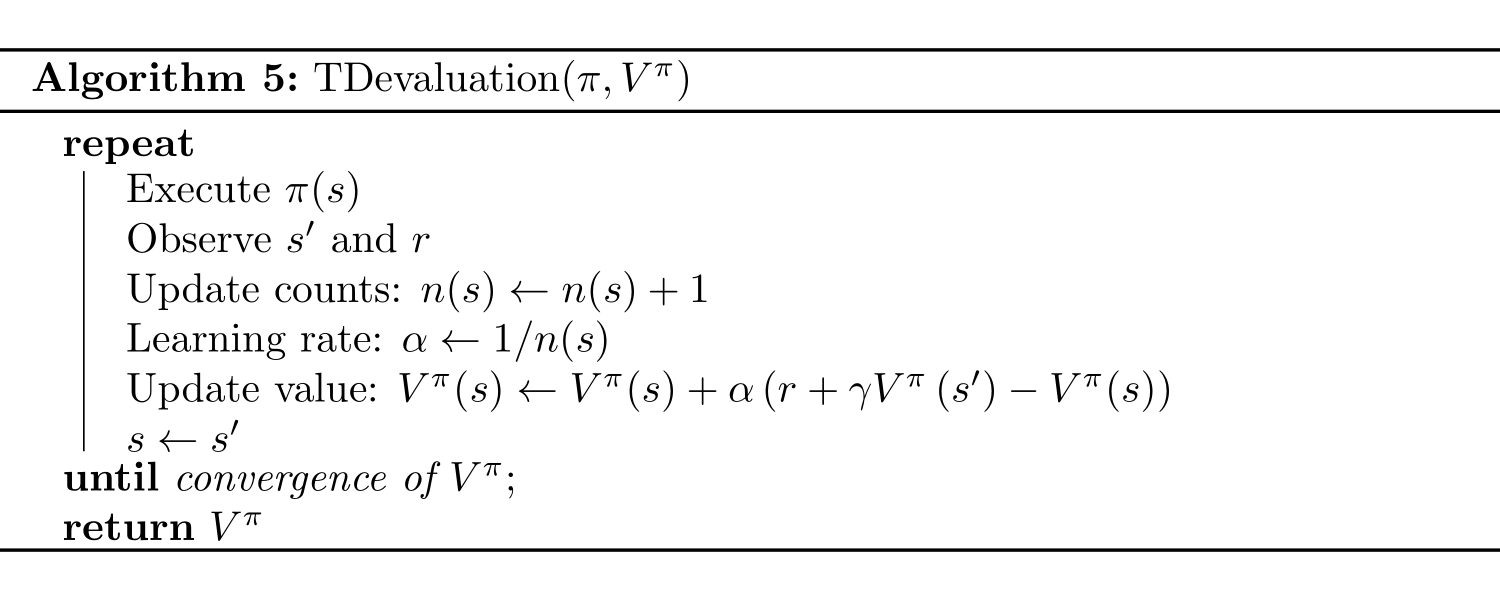 Algorithm 5: TDevaluation(π, V^π)
repeat
Execute π(s)
Observe s′ and r
Update counts: n(s) ← n(s) + 1
Learning rate: α ← 1/n(s)
Update value: V^π(s) ← V^π(s) + α (r + γV^π (s′) − V^π(s))
s ← s′
until convergence of V^π;
return V^π